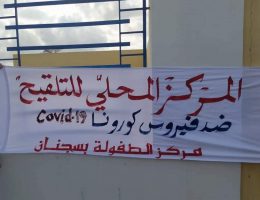 المركز المحلي للتلقيح
ضد فيروس كورونا Covid-19
مركز الطفولة بسجنان